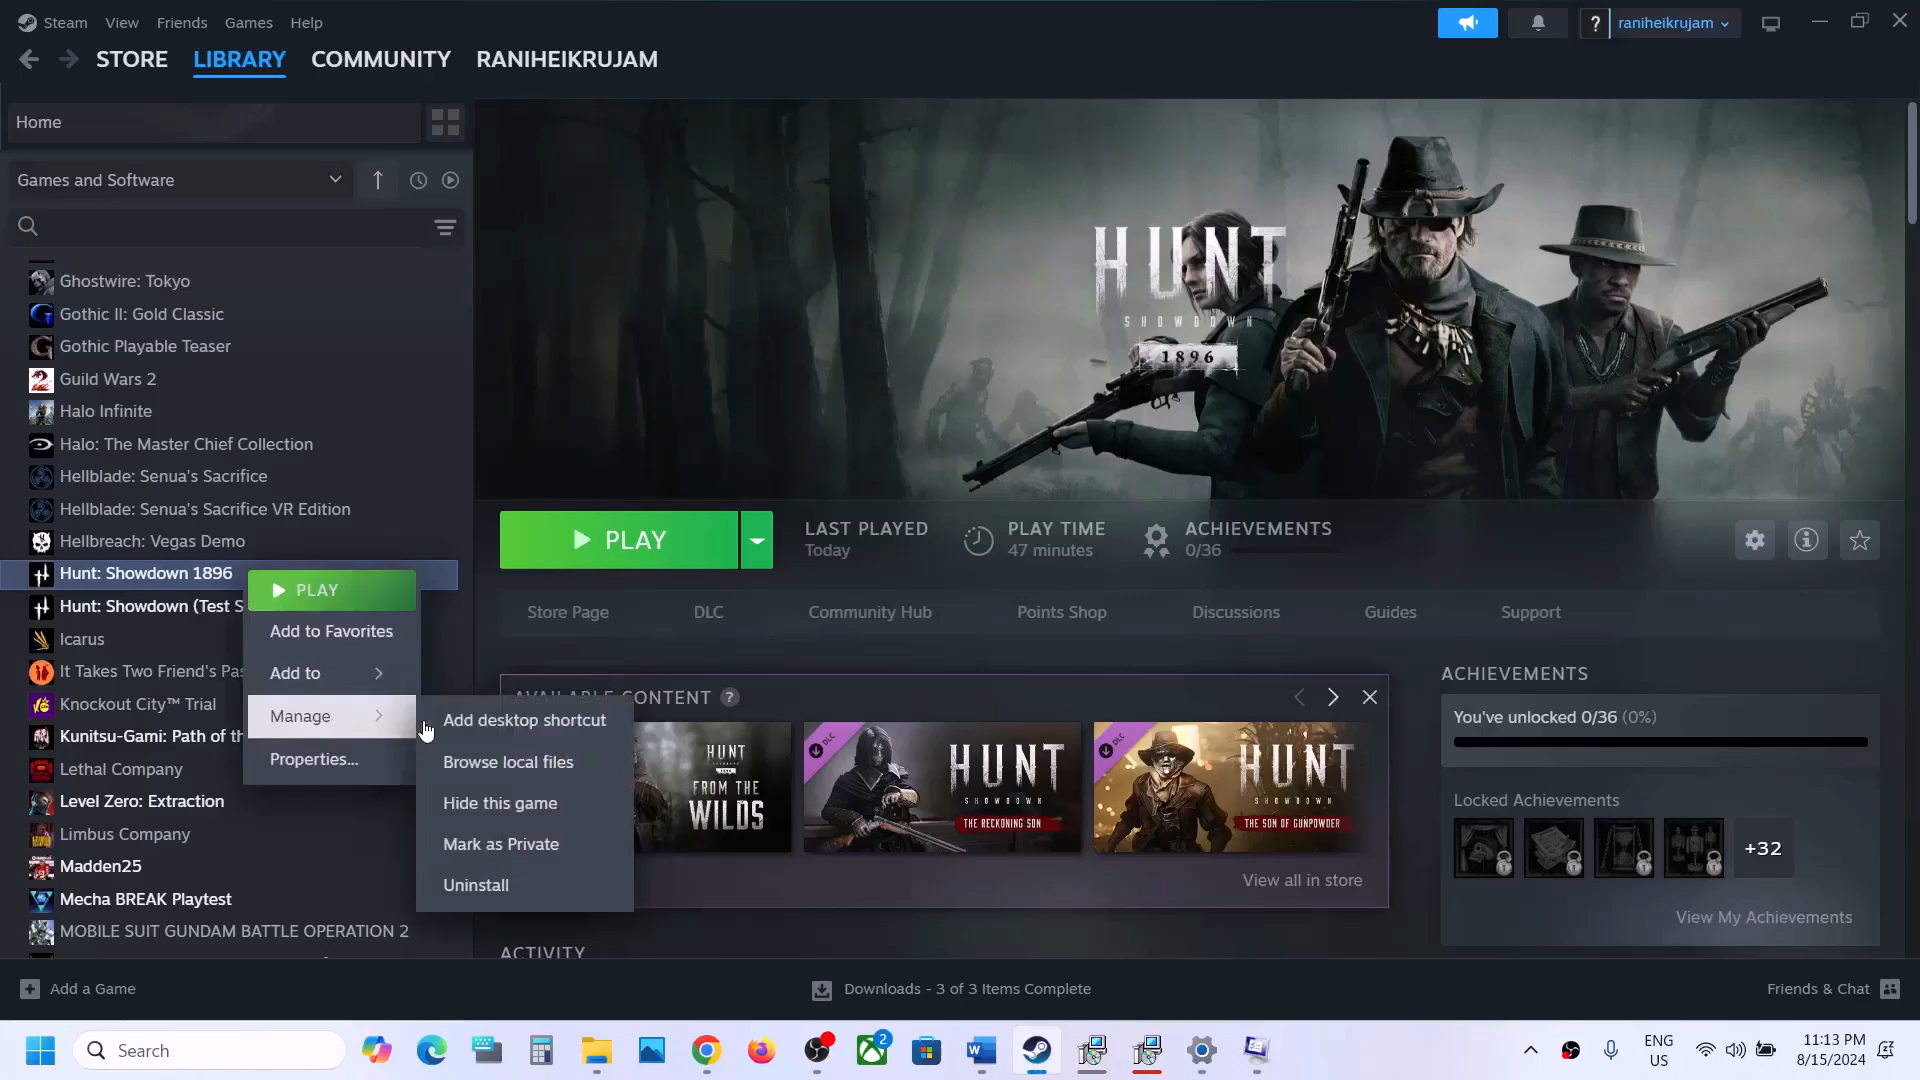 Steam View Friends Games Help
? raniheikrujam
STORE LIBRARY COMMUNITY RANIHEIKRUJAM
Home
Games and Software
Ghostwire: Tokyo
Gothic II: Gold Classic
Gothic Playable Teaser
Guild Wars 2
Halo Infinite
Halo: The Master Chief Collection
Hellblade: Senua's Sacrifice
Hellblade: Senua's Sacrifice VR Edition
Hellbreach: Vegas Demo
Hunt: Showdown 1896
Hunt: Showdown (Test S
Icarus
It Takes Two Friend's Pas
Knockout City™ Trial
Kunitsu-Gami: Path of th
Lethal Company
Level Zero: Extraction
Limbus Company
Madden25
Mecha BREAK Playtest
MOBILE SUIT GUNDAM BATTLE OPERATION 2
PLAY
Add to Favorites
Add to
Manage
Properties...
Add desktop shortcut
Browse local files
Hide this game
Mark as Private
Uninstall
HUNT
SHOWDOWN
1896
PLAY
LAST PLAYED
Today
PLAY TIME
47 minutes
ACHIEVEMENTS
0/36
Store Page DLC Community Hub Points Shop Discussions Guides Support
AVAILABLE CONTENT ?
HUNT
FROM THE
WILDS
DLC
HUNT
SHOWDOWN
THE RECKONING SON
DLC
HUNT
SHOWDOWN
THE SON OF GUNPOWDER
View all in store
ACTIVITY
ACHIEVEMENTS
You've unlocked 0/36 (0%)
Locked Achievements
+32
View My Achievements
Add a Game
Downloads - 3 of 3 Items Complete
Friends & Chat
Search
2
ENG
US
11:13 PM
8/15/2024